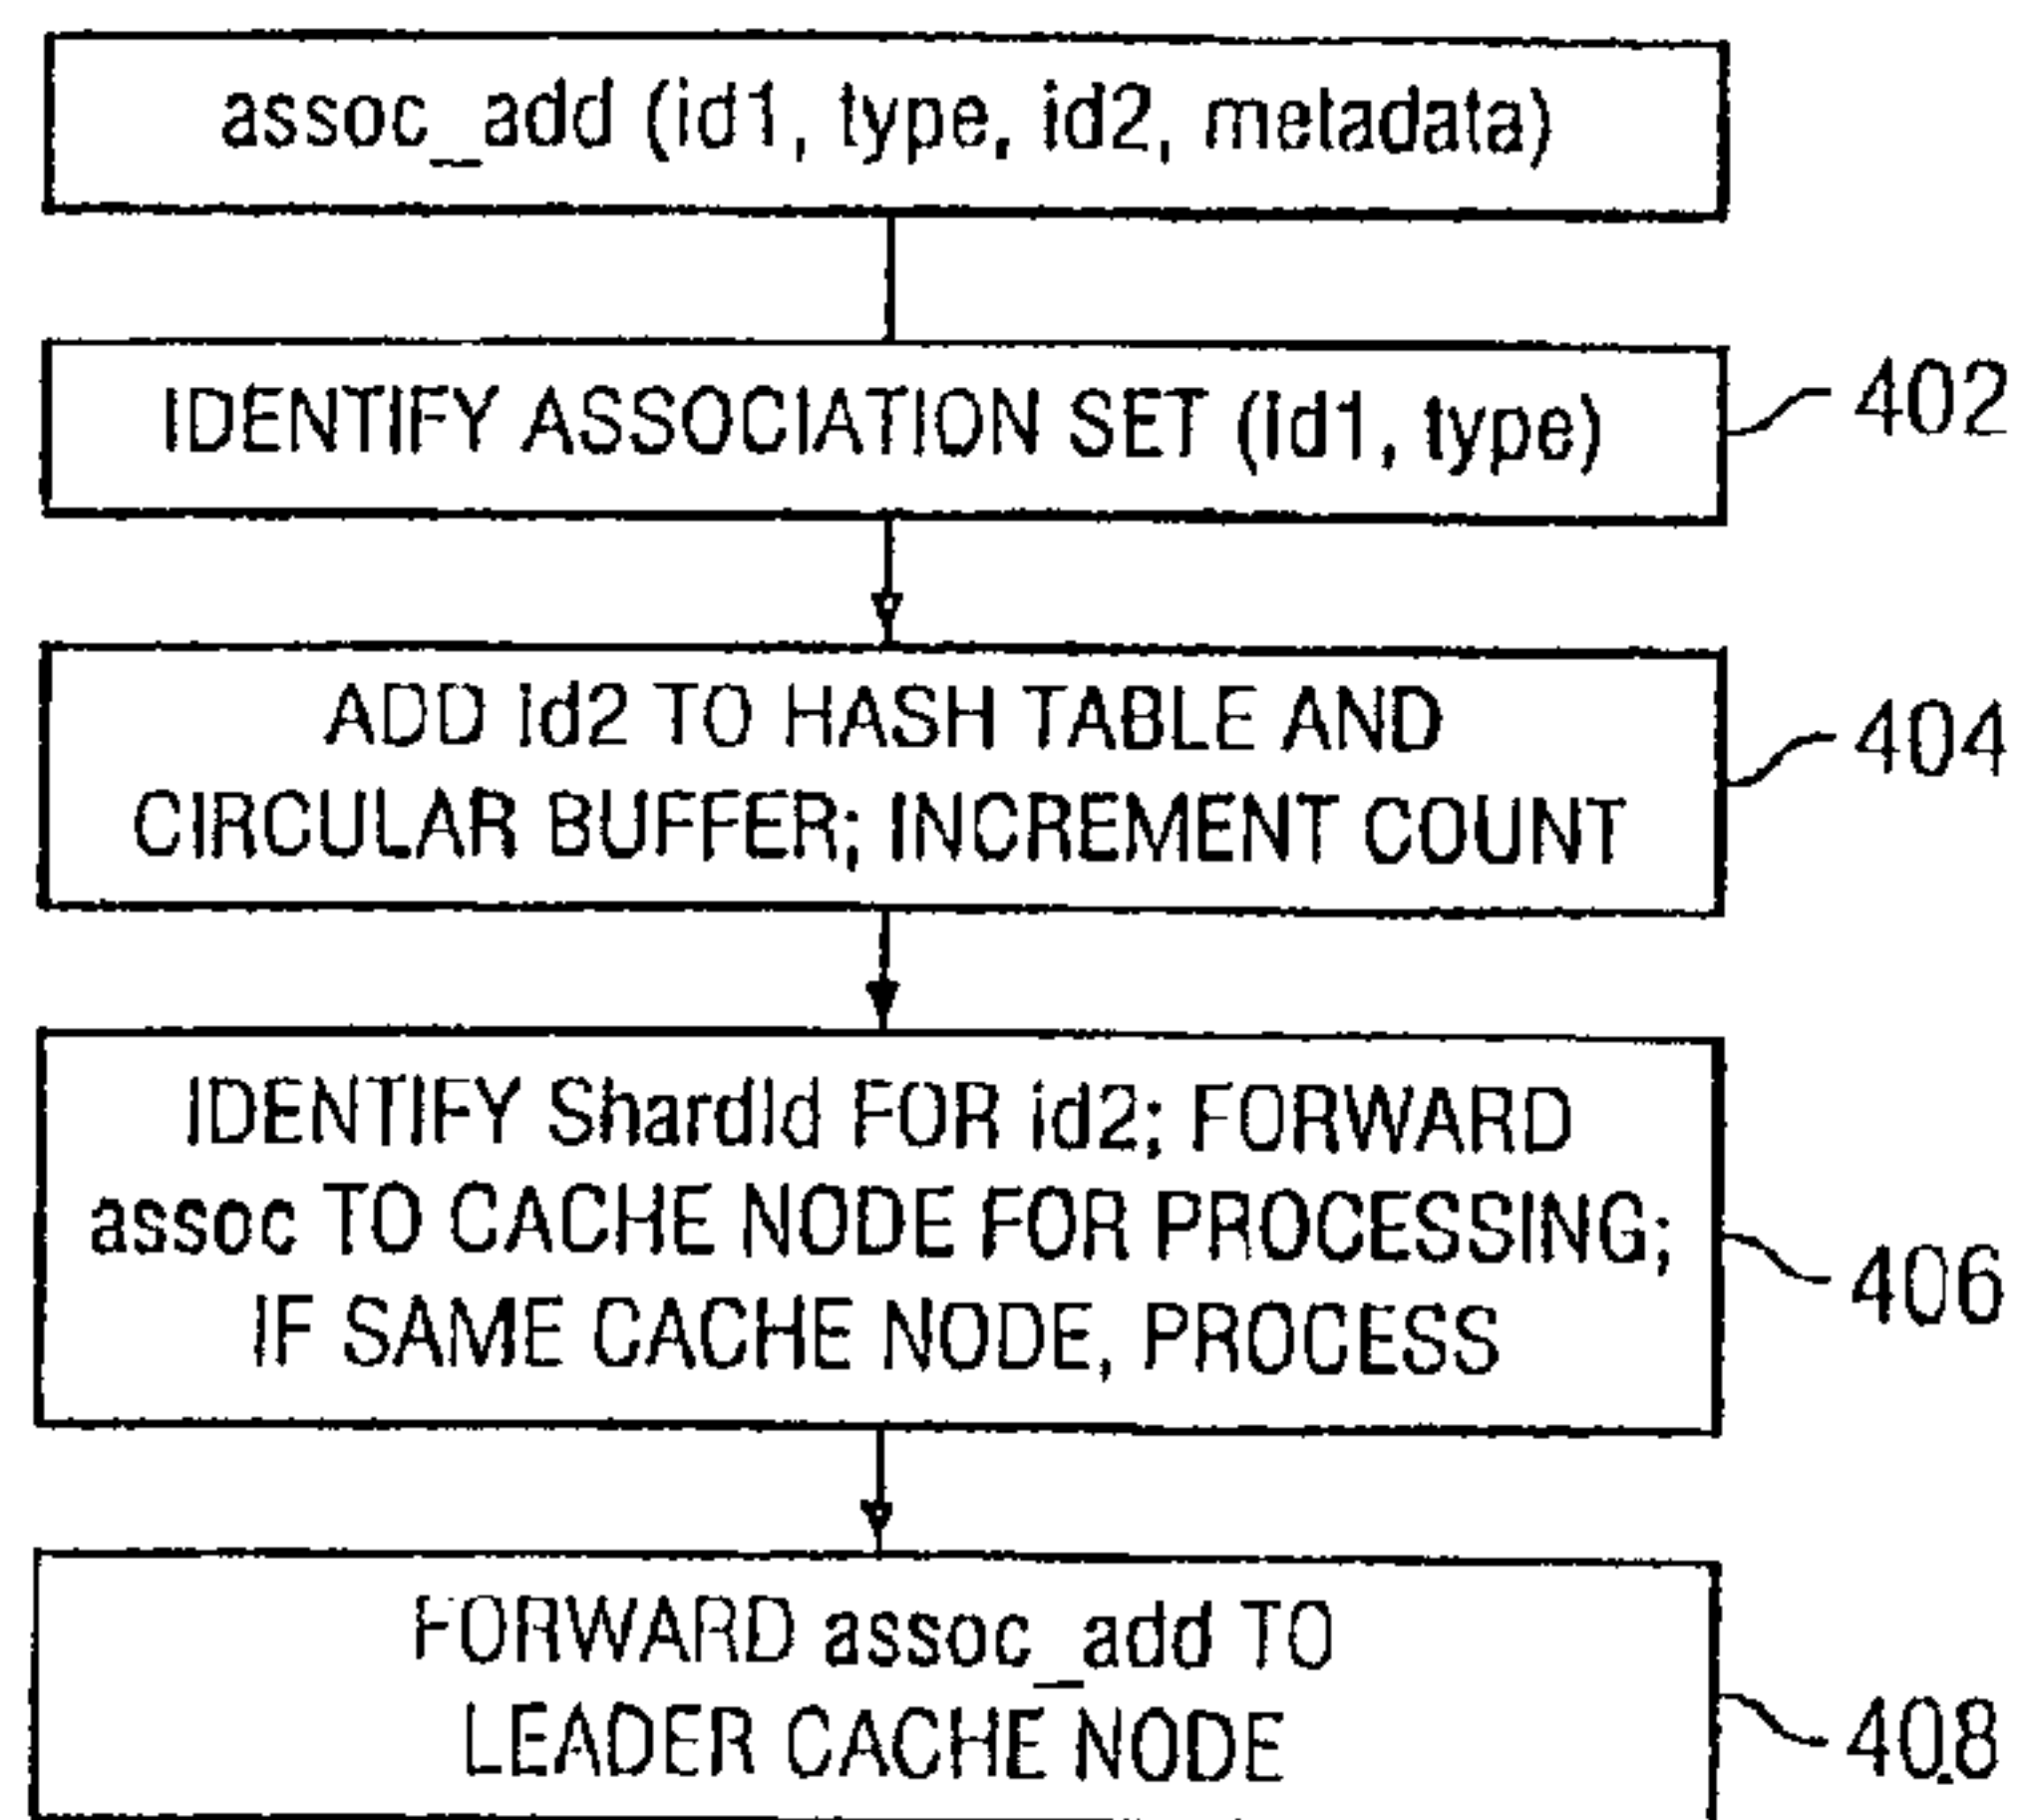 assoc_add (id1, type, id2, metadata)
IDENTIFY ASSOCIATION SET (id1, type)
402
ADD id2 TO HASH TABLE AND
CIRCULAR BUFFER; INCREMENT COUNT
404
IDENTIFY ShardId FOR id2; FORWARD
assoc TO CACHE NODE FOR PROCESSING;
IF SAME CACHE NODE, PROCESS
406
FORWARD assoc_add TO
LEADER CACHE NODE
408